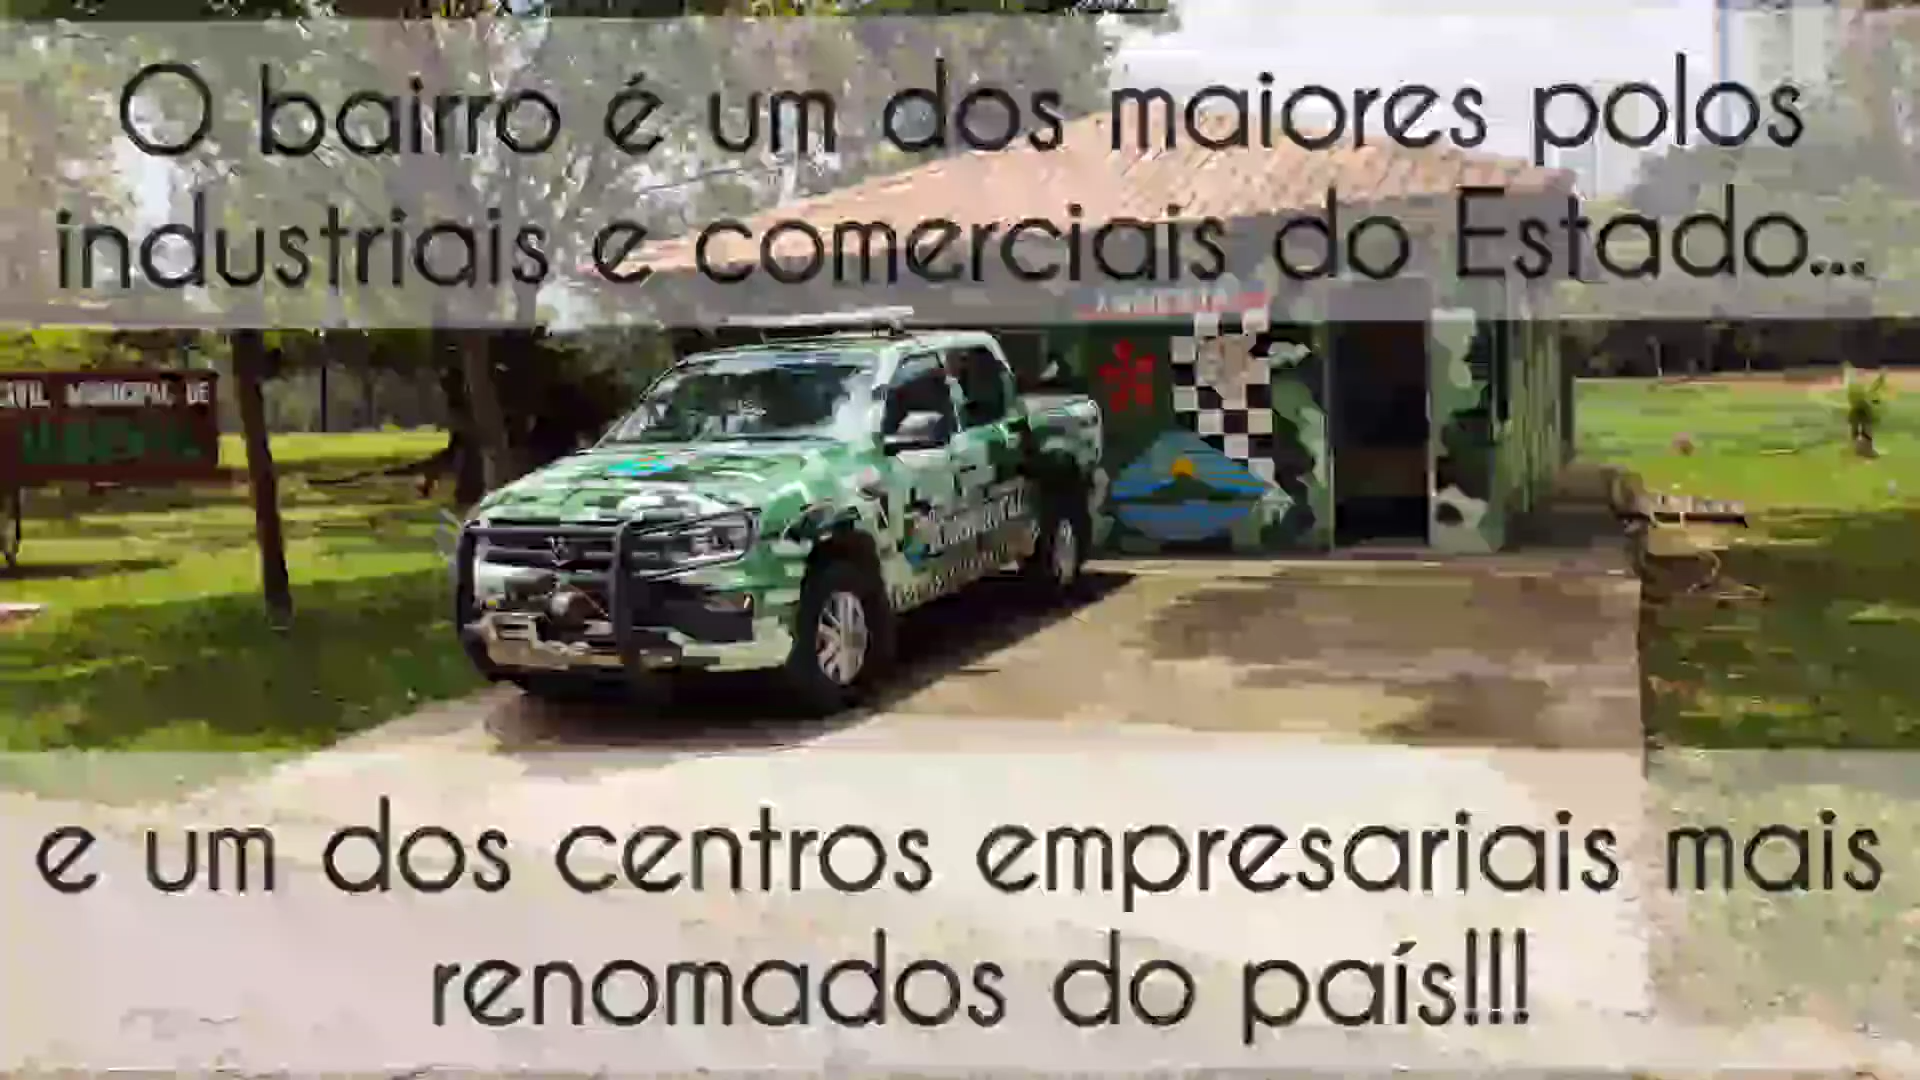 O bairro é um dos maiores polos
industriais e comerciais do Estado...
CIVIL MUNICIPAL DE
e um dos centros empresariais mais
renomados do país!!!